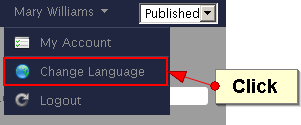 Mary Williams Published
My Account
Change Language
Click
Logout